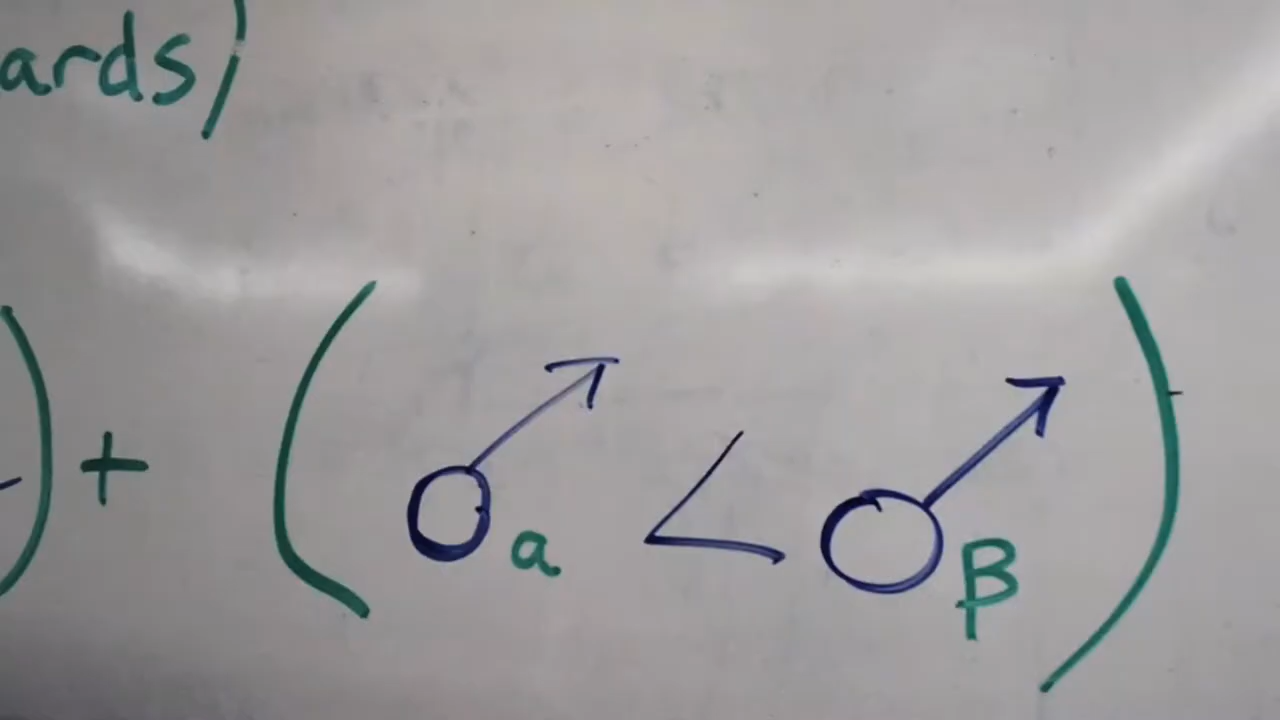 ards)
) + (♂a < ♂β)